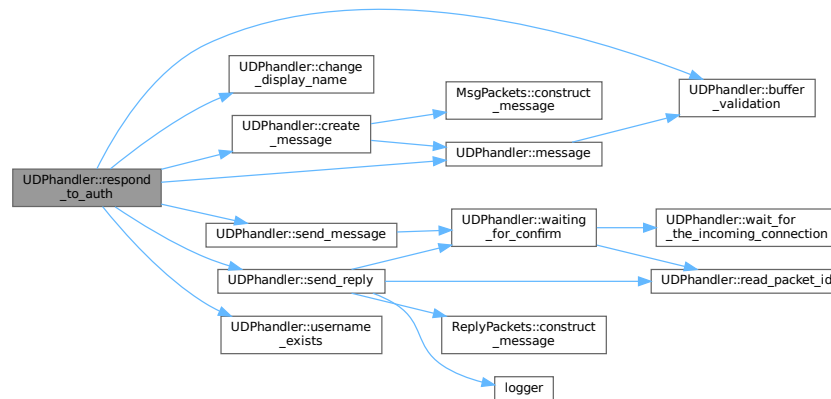 UDPhandler::respond
_to_auth
UDPhandler::change
_display_name
UDPhandler::create
_message
MsgPackets::construct
_message
UDPhandler::message
UDPhandler::buffer
_validation
UDPhandler::send_message
UDPhandler::waiting
_for_confirm
UDPhandler::wait_for
_the_incoming_connection
UDPhandler::send_reply
UDPhandler::read_packet_id
UDPhandler::username
_exists
ReplyPackets::construct
_message
logger